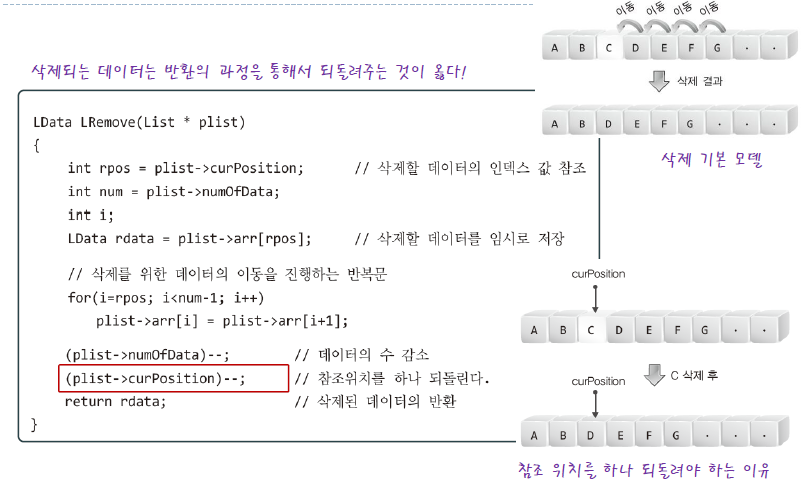 삭제되는 데이터는 반환의 과정을 통해서 되돌려주는 것이 옳다!
LData LRemove(List * plist)
{
int rpos = plist->curPosition; // 삭제할 데이터의 인덱스 값 참조
int num = plist->numOfData;
int i;
LData rdata = plist->arr[rpos]; // 삭제할 데이터를 임시로 저장
// 삭제를 위한 데이터의 이동을 진행하는 반복문
for(i=rpos; i<num-1; i++)
plist->arr[i] = plist->arr[i+1];
(plist->numOfData)--; // 데이터의 수 감소
(plist->curPosition)--; // 참조위치를 하나 되돌린다.
return rdata; // 삭제된 데이터의 반환
}
이동 이동 이동 이동
A B C D E F G · ·
삭제 결과
A B D E F G · · ·
삭제 기본 모델
curPosition
A B C D E F G · ·
curPosition C 삭제 후
A B D E F G · · ·
참조 위치를 하나 되돌려야 하는 이유